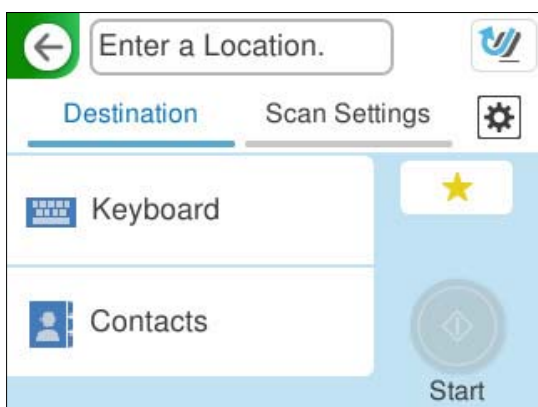 Enter a Location.
Destination Scan Settings
Keyboard
Contacts
Start